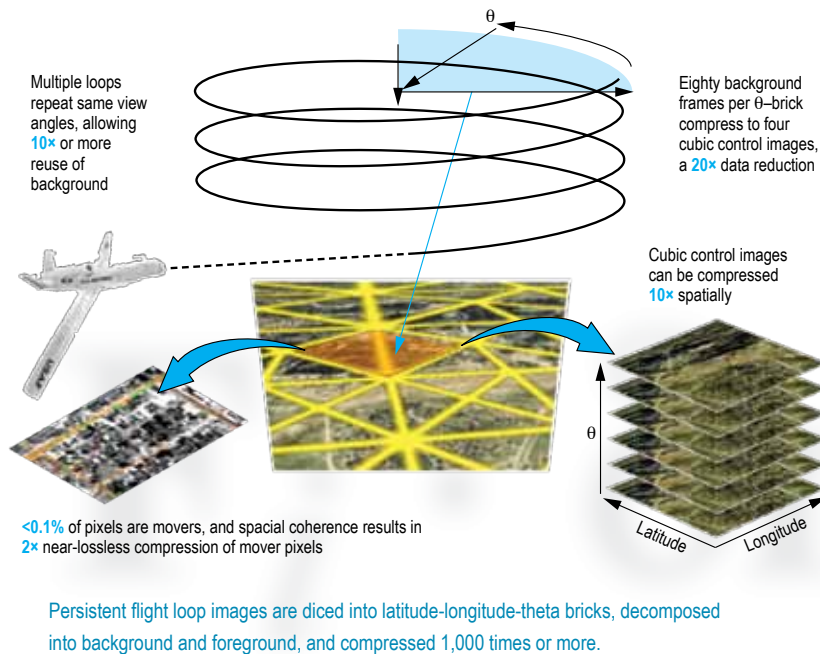 θ
Multiple loops
repeat same view
angles, allowing
10× or more
reuse of
background
Eighty background
frames per θ–brick
compress to four
cubic control images,
a 20× data reduction
Cubic control images
can be compressed
10× spatially
θ
Latitude
Longitude
<0.1% of pixels are movers, and spacial coherence results in
2× near-lossless compression of mover pixels
Persistent flight loop images are diced into latitude-longitude-theta bricks, decomposed
into background and foreground, and compressed 1,000 times or more.